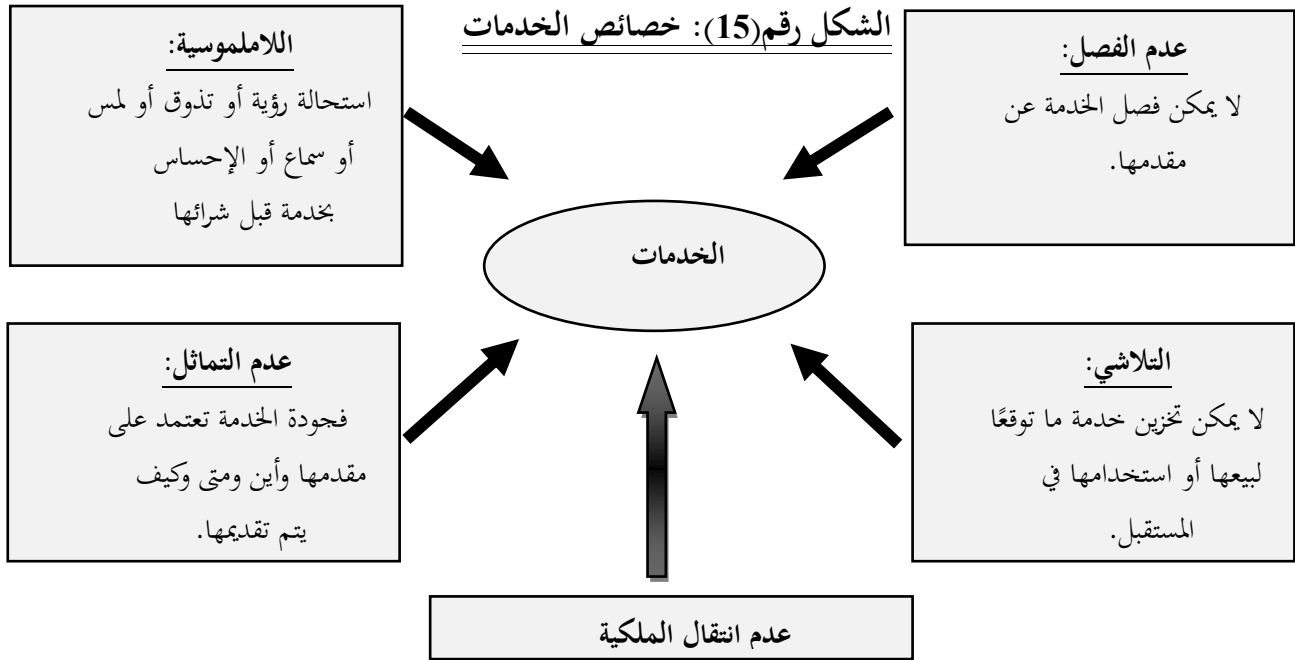 الشكل رقم(15): خصائص الخدمات
عدم الفصل:
لا يمكن فصل الخدمة عن
مقدمها.
اللاملموسية:
استحالة رؤية أو تذوق أو لمس
أو سماع أو الإحساس
بخدمة قبل شرائها
الخدمات
التلاشي:
لا يمكن تخزين خدمة ما توقعًا
لبيعها أو استخدامها في
المستقبل.
عدم التماثل:
فجودة الخدمة تعتمد على
مقدمها وأين ومتى وكيف
يتم تقديمها.
عدم انتقال الملكية